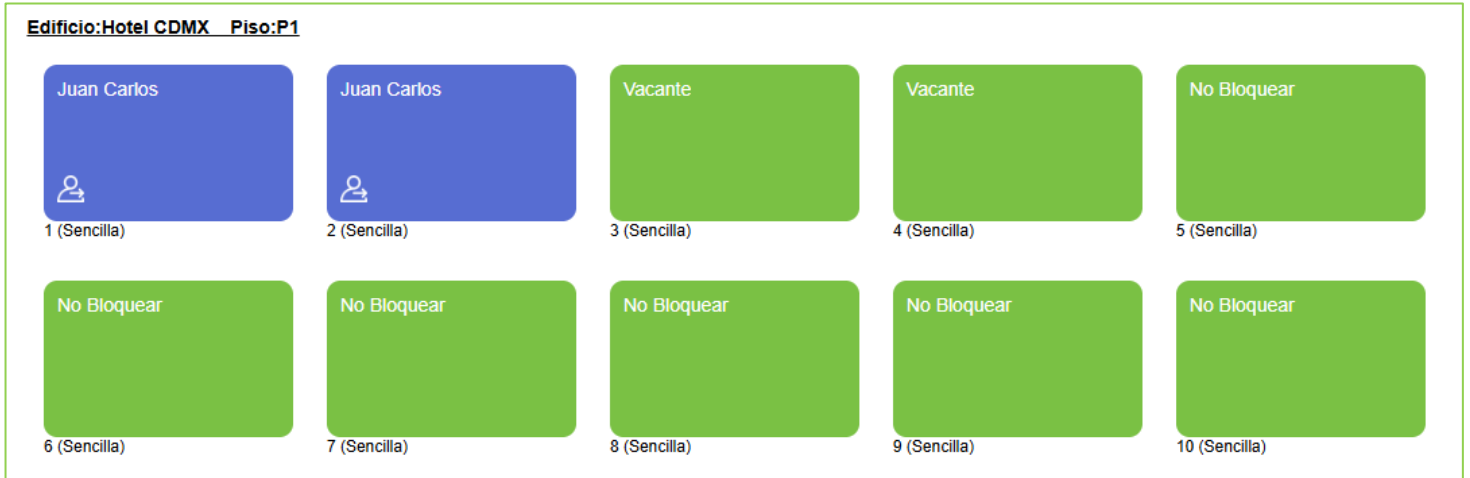 Edificio:Hotel CDMX Piso:P1
Juan Carlos
Juan Carlos
Vacante
Vacante
No Bloquear
1 (Sencilla)
2 (Sencilla)
3 (Sencilla)
4 (Sencilla)
5 (Sencilla)
No Bloquear
No Bloquear
No Bloquear
No Bloquear
No Bloquear
6 (Sencilla)
7 (Sencilla)
8 (Sencilla)
9 (Sencilla)
10 (Sencilla)